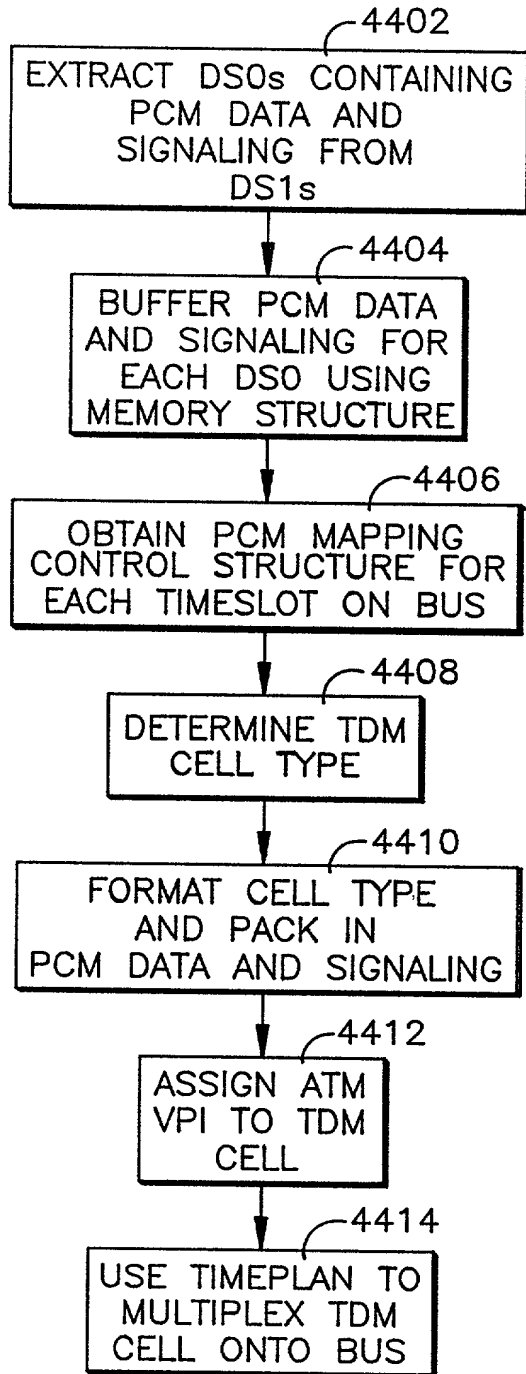 4402
EXTRACT DS0s CONTAINING
PCM DATA AND
SIGNALING FROM
DS1s
4404
BUFFER PCM DATA
AND SIGNALING FOR
EACH DS0 USING
MEMORY STRUCTURE
4406
OBTAIN PCM MAPPING
CONTROL STRUCTURE FOR
EACH TIMESLOT ON BUS
4408
DETERMINE TDM
CELL TYPE
4410
FORMAT CELL TYPE
AND PACK IN
PCM DATA AND SIGNALING
4412
ASSIGN ATM
VPI TO TDM
CELL
4414
USE TIMEPLAN TO
MULTIPLEX TDM
CELL ONTO BUS